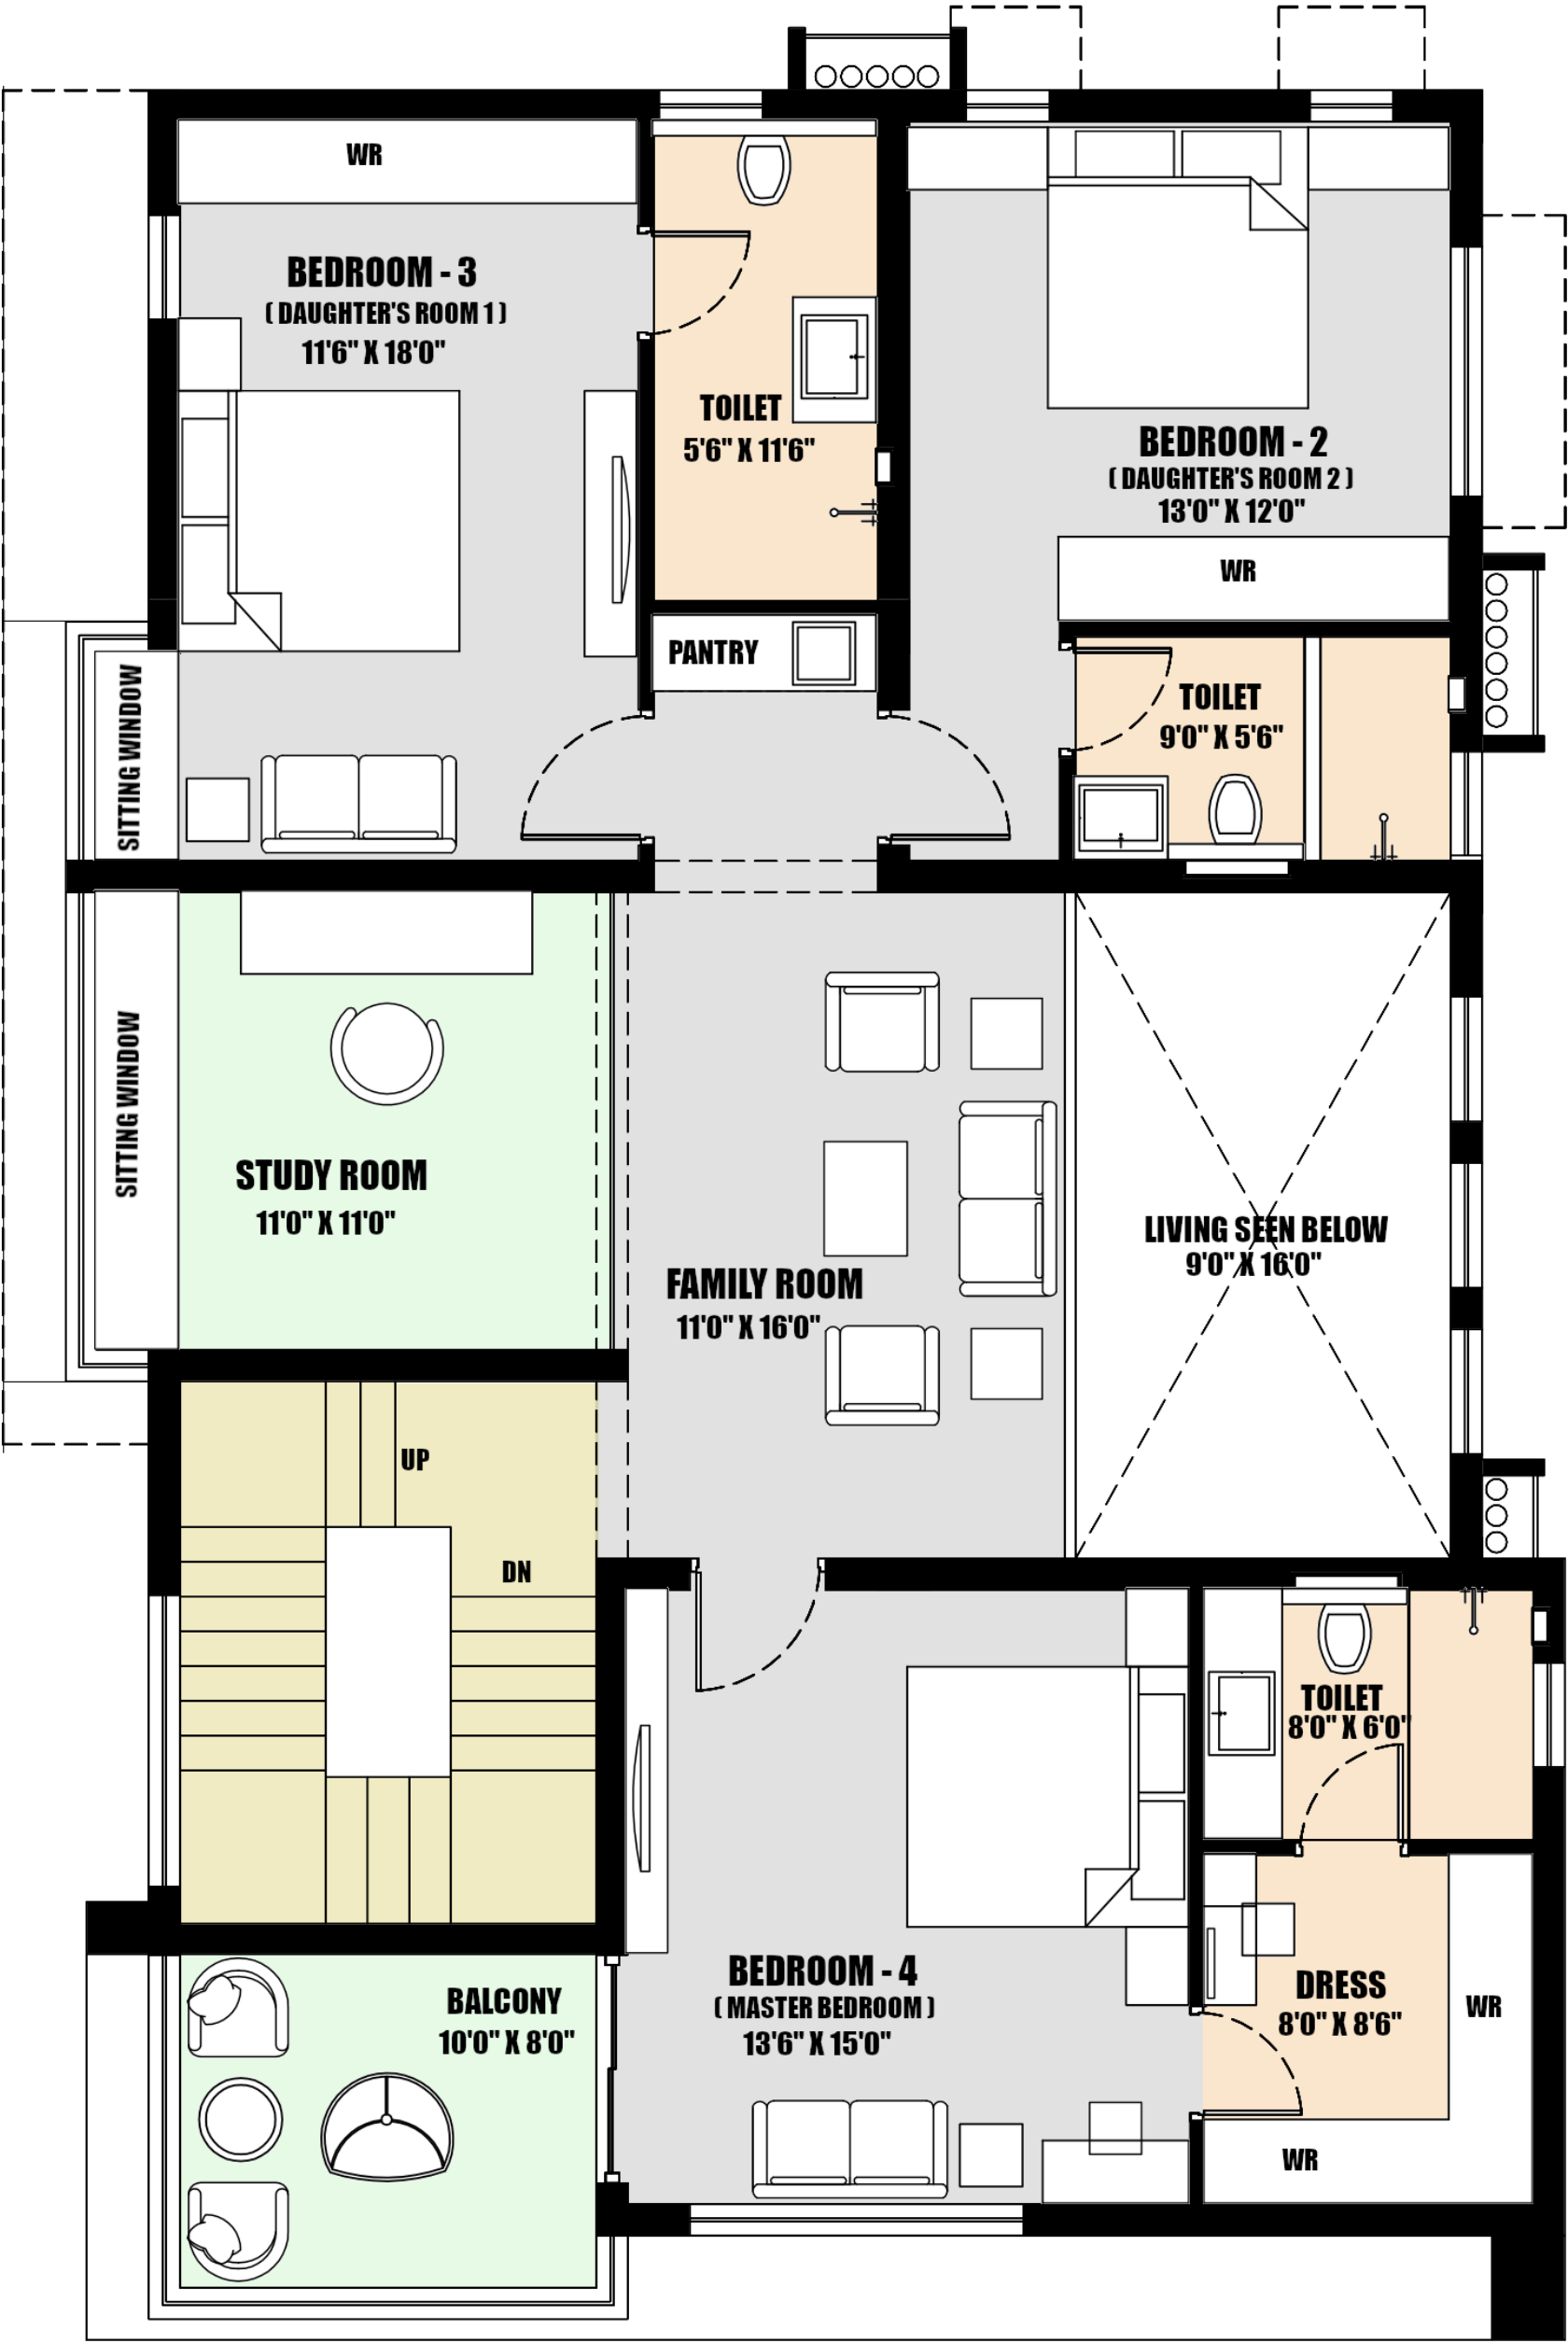 WR
BEDROOM - 3
( DAUGHTER'S ROOM 1 )
11'6" X 18'0"
TOILET
5'6" X 11'6"
BEDROOM - 2
( DAUGHTER'S ROOM 2 )
13'0" X 12'0"
WR
PANTRY
SITTING WINDOW
TOILET
9'0" X 5'6"
SITTING WINDOW
STUDY ROOM
11'0" X 11'0"
FAMILY ROOM
11'0" X 16'0"
LIVING SEEN BELOW
9'0" X 16'0"
UP
DN
TOILET
8'0" X 6'0"
BEDROOM - 4
( MASTER BEDROOM )
13'6" X 15'0"
DRESS
8'0" X 8'6"
WR
BALCONY
10'0" X 8'0"
WR